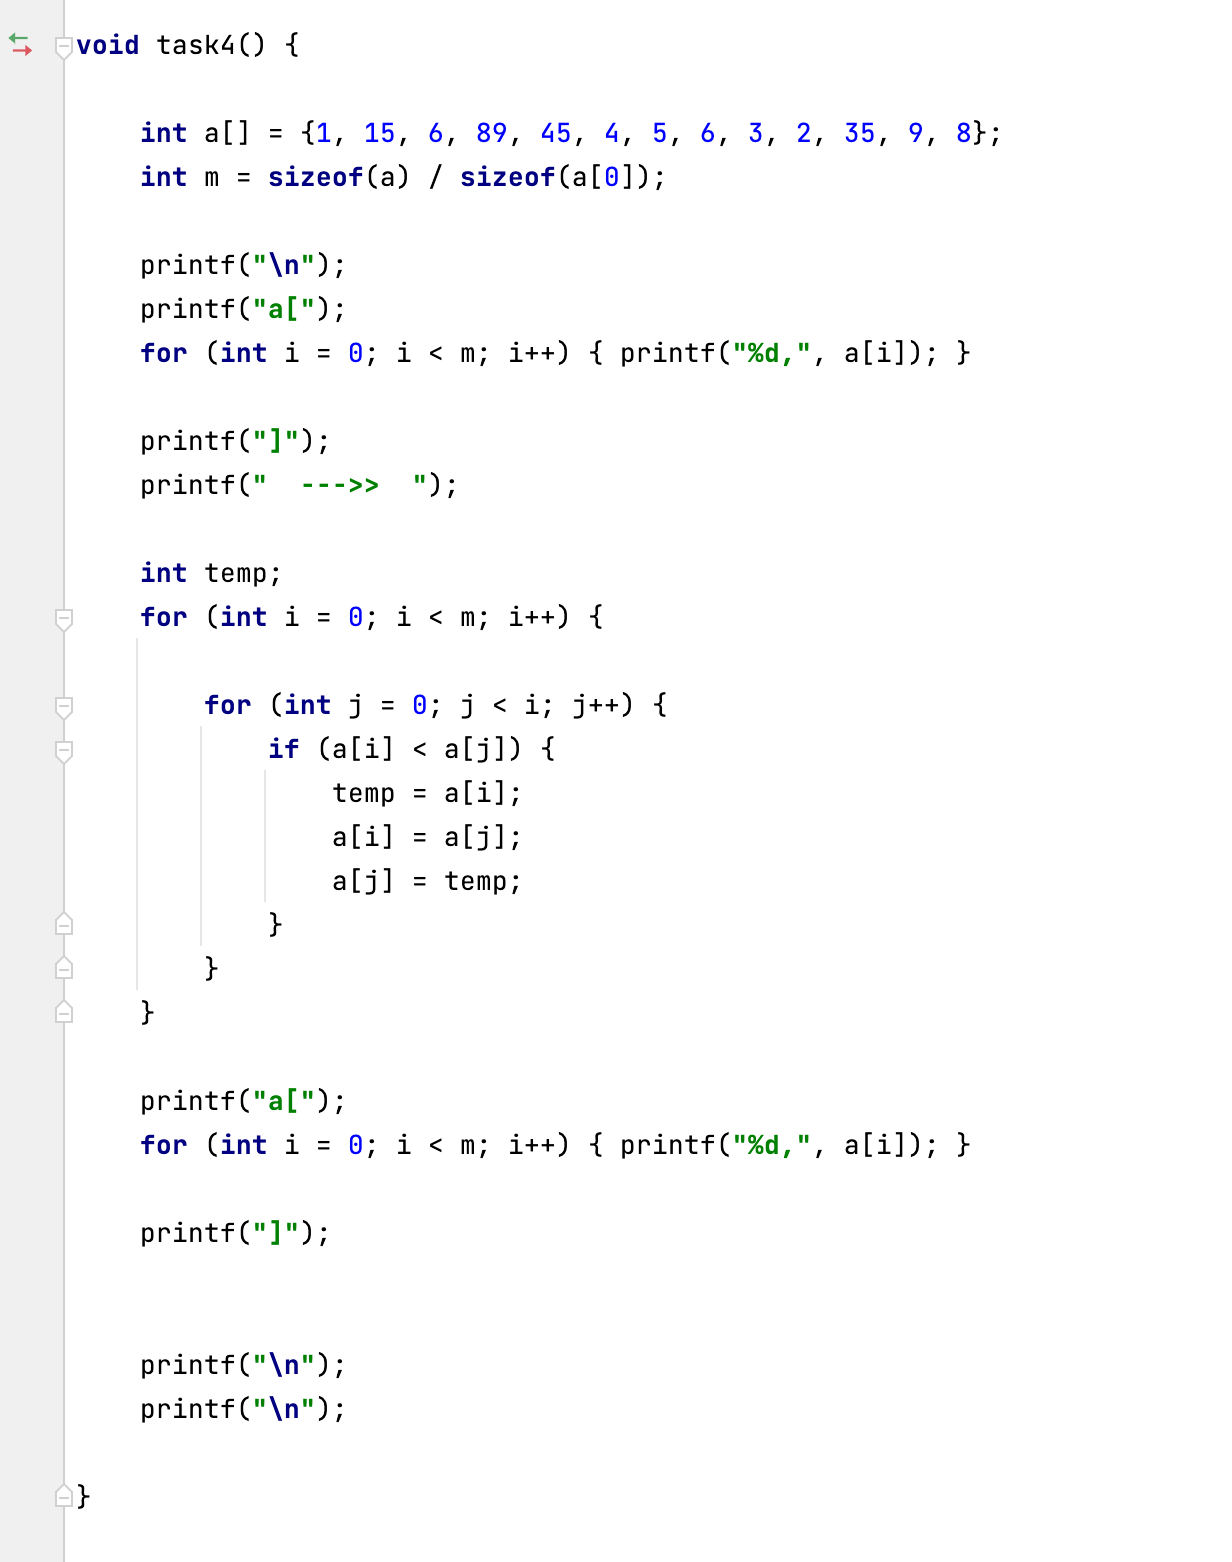 void task4() {
int a[] = {1, 15, 6, 89, 45, 4, 5, 6, 3, 2, 35, 9, 8};
int m = sizeof(a) / sizeof(a[0]);
printf("\n");
printf("a[");
for (int i = 0; i < m; i++) { printf("%d,", a[i]); }
printf("]");
printf("  --->>  ");
int temp;
for (int i = 0; i < m; i++) {
for (int j = 0; j < i; j++) {
if (a[i] < a[j]) {
temp = a[i];
a[i] = a[j];
a[j] = temp;
}
}
}
printf("a[");
for (int i = 0; i < m; i++) { printf("%d,", a[i]); }
printf("]");
printf("\n");
printf("\n");
}